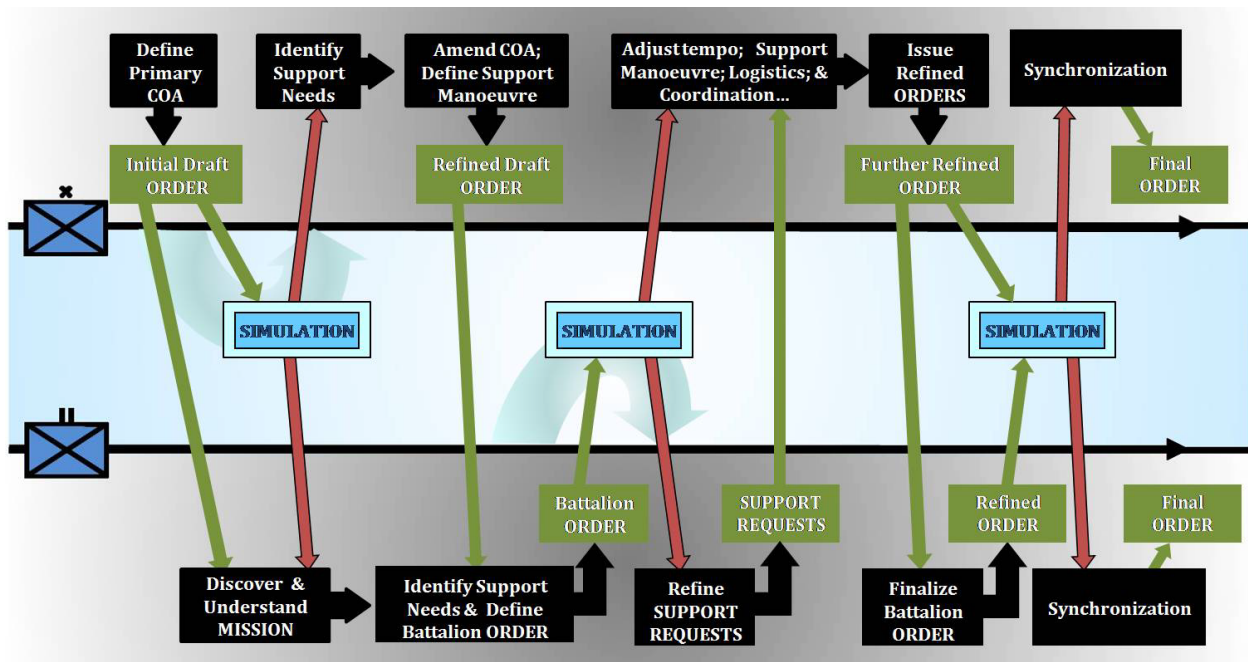 Define
Primary
COA
Identify
Support
Needs
Amend COA;
Define Support
Manoeuvre
Adjust tempo; Support
Manoeuvre; Logistics; &
Coordination...
Issue
Refined
ORDERS
Synchronization
Initial Draft
ORDER
Refined Draft
ORDER
Further Refined
ORDER
Final
ORDER
SIMULATION
SIMULATION
SIMULATION
Battalion
ORDER
SUPPORT
REQUESTS
Refined
ORDER
Final
ORDER
Discover & 
Understand
MISSION
Identify Support
Needs & Define
Battalion ORDER
Refine
SUPPORT
REQUESTS
Finalize
Battalion
ORDER
Synchronization